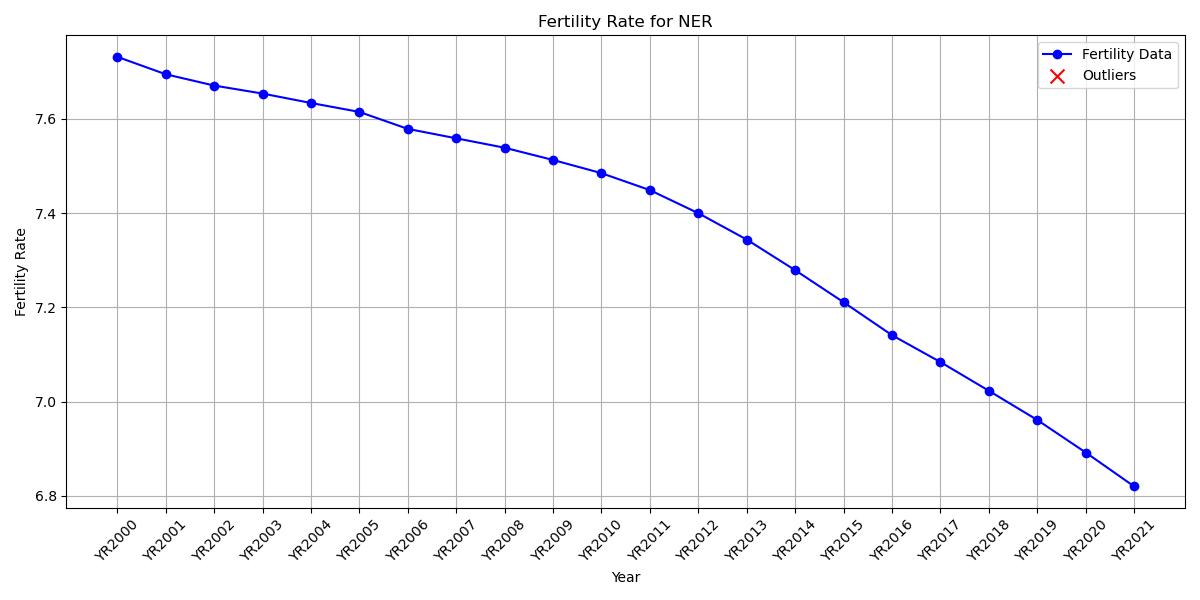 Fertility Rate for NER
Fertility Data
Outliers
Fertility Rate
7.6
7.4
7.2
7.0
6.8
YR2000
YR2001
YR2002
YR2003
YR2004
YR2005
YR2006
YR2007
YR2008
YR2009
YR2010
YR2011
YR2012
YR2013
YR2014
YR2015
YR2016
YR2017
YR2018
YR2019
YR2020
YR2021
Year